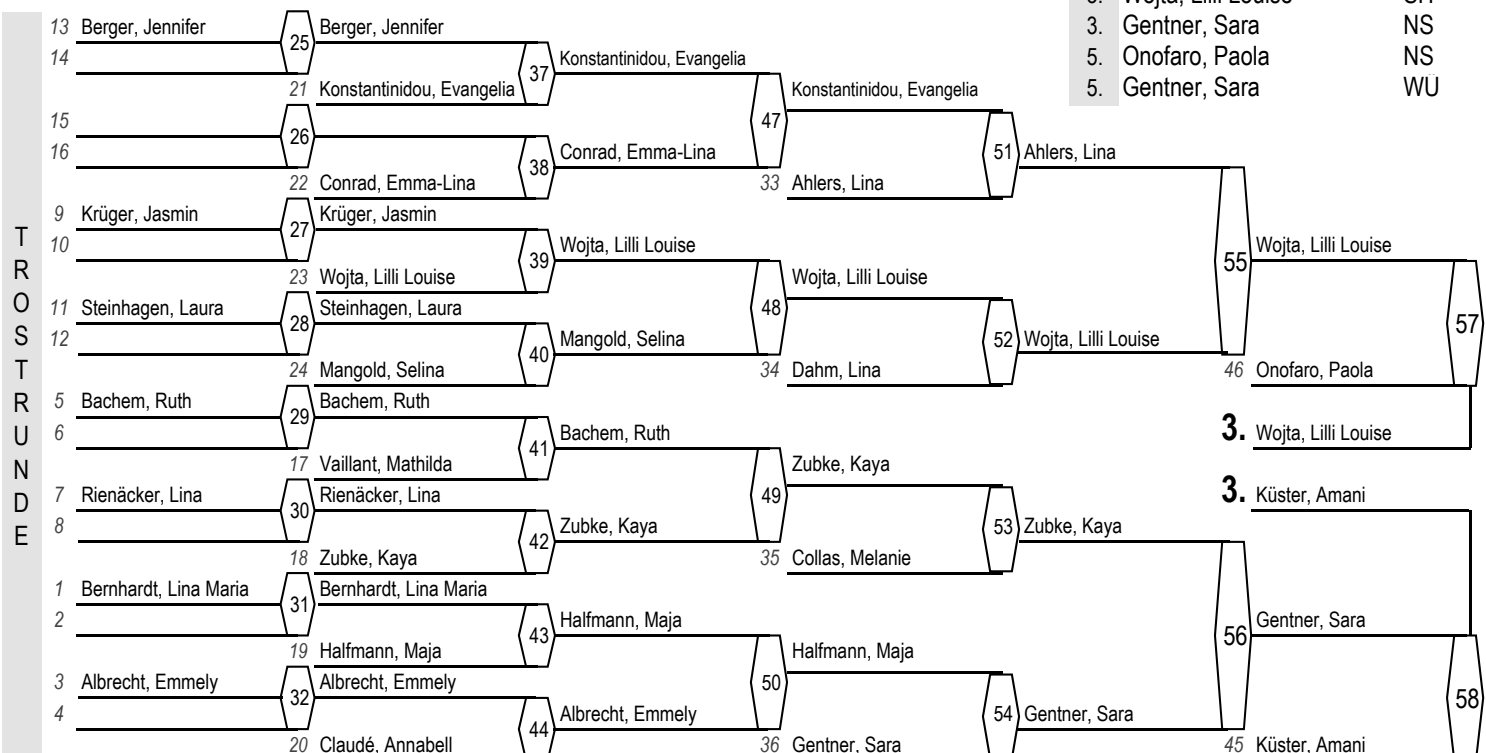 3. Wojta, Lilli Louise SH
3. Gentner, Sara NS
5. Onofaro, Paola NS
5. Gentner, Sara WÜ
TROSTRUNDE
13 Berger, Jennifer 25 Berger, Jennifer
14 37 Konstantinidou, Evangelia
21 Konstantinidou, Evangelia Konstantinidou, Evangelia
15 26 47
16 38 Conrad, Emma-Lina 51 Ahlers, Lina
22 Conrad, Emma-Lina 33 Ahlers, Lina
9 Krüger, Jasmin 27 Krüger, Jasmin
10 39 Wojta, Lilli Louise 55 Wojta, Lilli Louise
23 Wojta, Lilli Louise Wojta, Lilli Louise
11 Steinhagen, Laura 28 Steinhagen, Laura 48 57
12 40 Mangold, Selina 52 Wojta, Lilli Louise
24 Mangold, Selina 34 Dahm, Lina 46 Onofaro, Paola
5 Bachem, Ruth 29 Bachem, Ruth
6 41 Bachem, Ruth 3. Wojta, Lilli Louise
17 Vaillant, Mathilda Zubke, Kaya
7 Rienäcker, Lina 30 Rienäcker, Lina 49 3. Küster, Amani
8 42 Zubke, Kaya 53 Zubke, Kaya
18 Zubke, Kaya 35 Collas, Melanie
1 Bernhardt, Lina Maria 31 Bernhardt, Lina Maria
2 43 Halfmann, Maja 56 Gentner, Sara
19 Halfmann, Maja Halfmann, Maja
3 Albrecht, Emmely 32 Albrecht, Emmely 50 58
4 44 Albrecht, Emmely 54 Gentner, Sara
20 Claudé, Annabell 36 Gentner, Sara 45 Küster, Amani